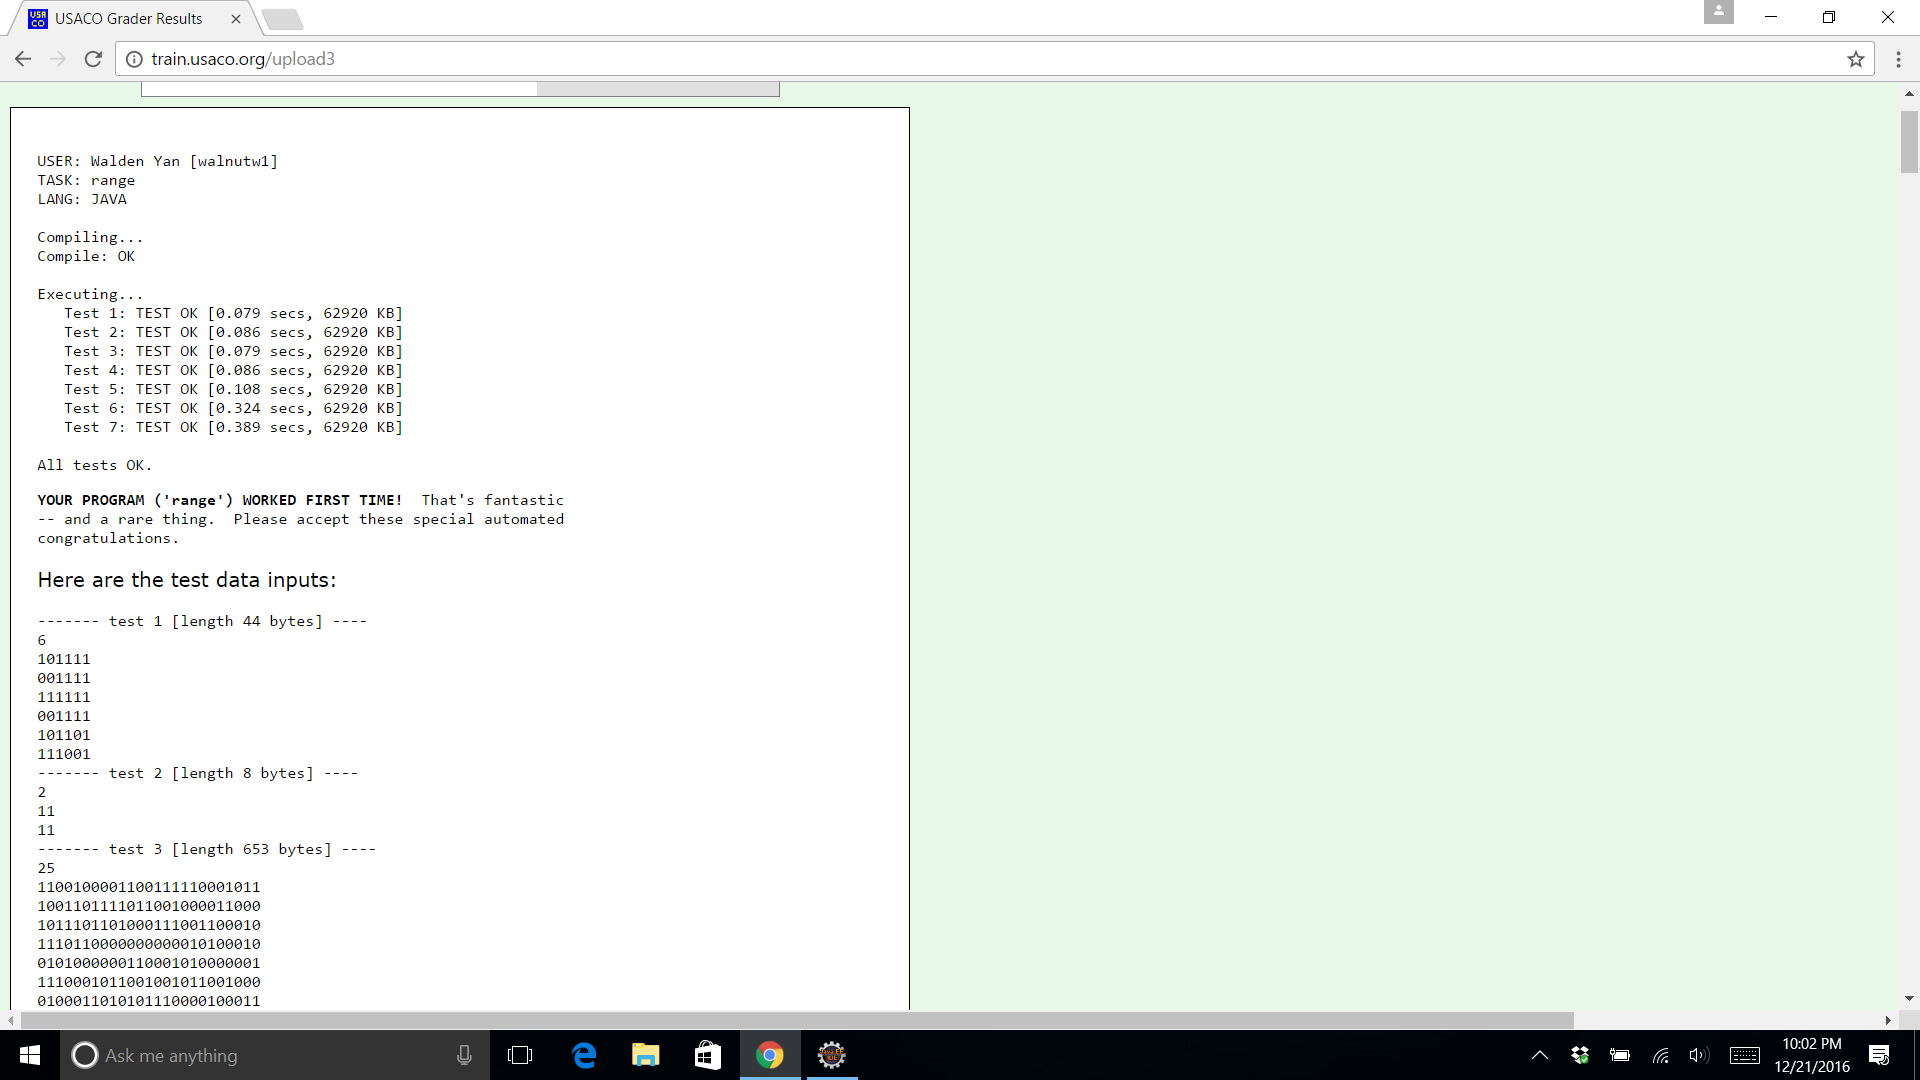 USACO Grader Results
train.usaco.org/upload3
USER: Walden Yan [walnutw1]
TASK: range
LANG: JAVA
Compiling...
Compile: OK
Executing...
Test 1: TEST OK [0.079 secs, 62920 KB]
Test 2: TEST OK [0.086 secs, 62920 KB]
Test 3: TEST OK [0.079 secs, 62920 KB]
Test 4: TEST OK [0.086 secs, 62920 KB]
Test 5: TEST OK [0.108 secs, 62920 KB]
Test 6: TEST OK [0.324 secs, 62920 KB]
Test 7: TEST OK [0.389 secs, 62920 KB]
All tests OK.
YOUR PROGRAM ('range') WORKED FIRST TIME! That's fantastic
-- and a rare thing. Please accept these special automated
congratulations.
Here are the test data inputs:
------- test 1 [length 44 bytes] ----
6
101111
001111
111111
001111
101101
111001
------- test 2 [length 8 bytes] ----
2
11
11
------- test 3 [length 653 bytes] ----
25
1100100001100111110001011
1001101111011001000011000
1011101101000111001100010
1110110000000000010100010
0101000000110001010000001
1110001011001001011001000
0100011010101110000100011
Ask me anything
10:02 PM
12/21/2016